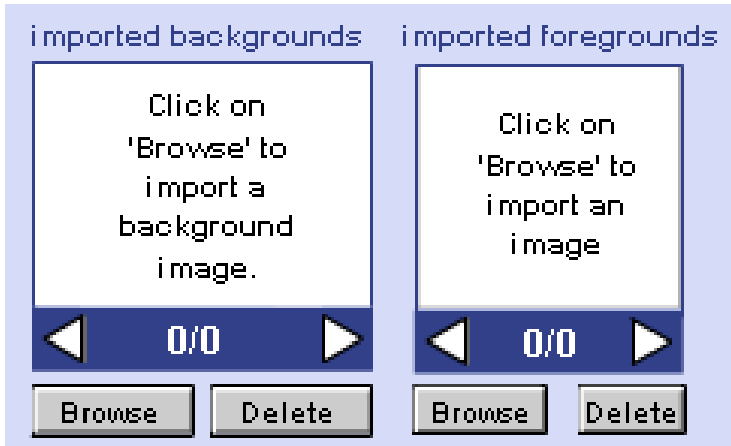 imported backgrounds
Click on
'Browse' to
import a
background
image.
0/0
Browse
Delete
imported foregrounds
Click on
'Browse' to
import an
image
0/0
Browse
Delete